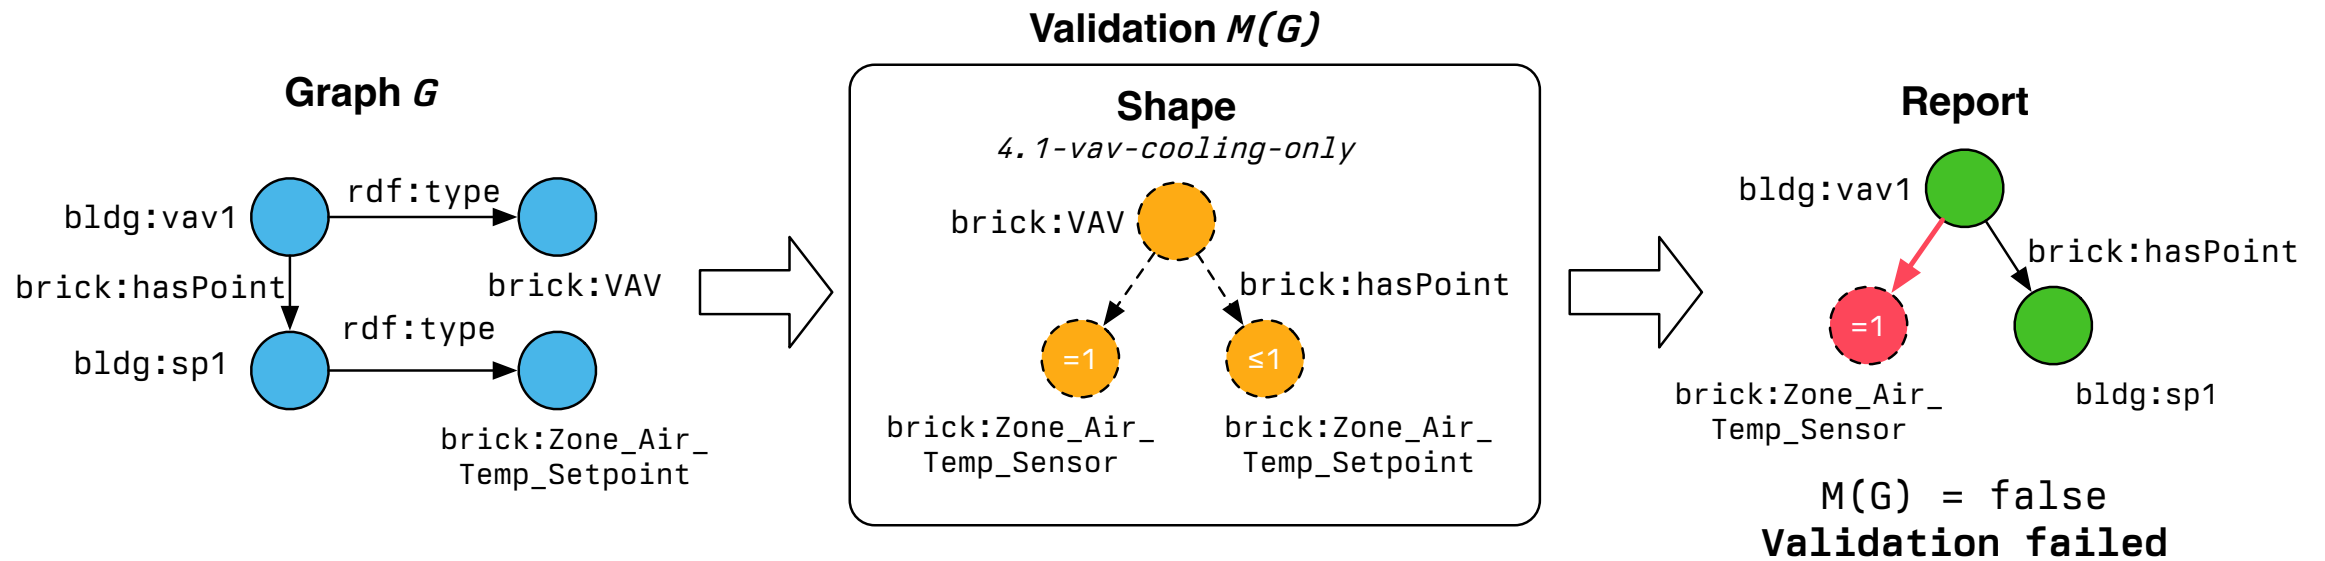 Graph G
bldg:vav1
rdf:type
brick:hasPoint
brick:VAV
rdf:type
bldg:sp1
brick:Zone_Air_
Temp_Setpoint
Validation M(G)
Shape
4.1-vav-cooling-only
brick:VAV
brick:hasPoint
=1
≤1
brick:Zone_Air_
Temp_Sensor
brick:Zone_Air_
Temp_Setpoint
Report
bldg:vav1
brick:hasPoint
=1
brick:Zone_Air_
Temp_Sensor
bldg:sp1
M(G) = false
Validation failed